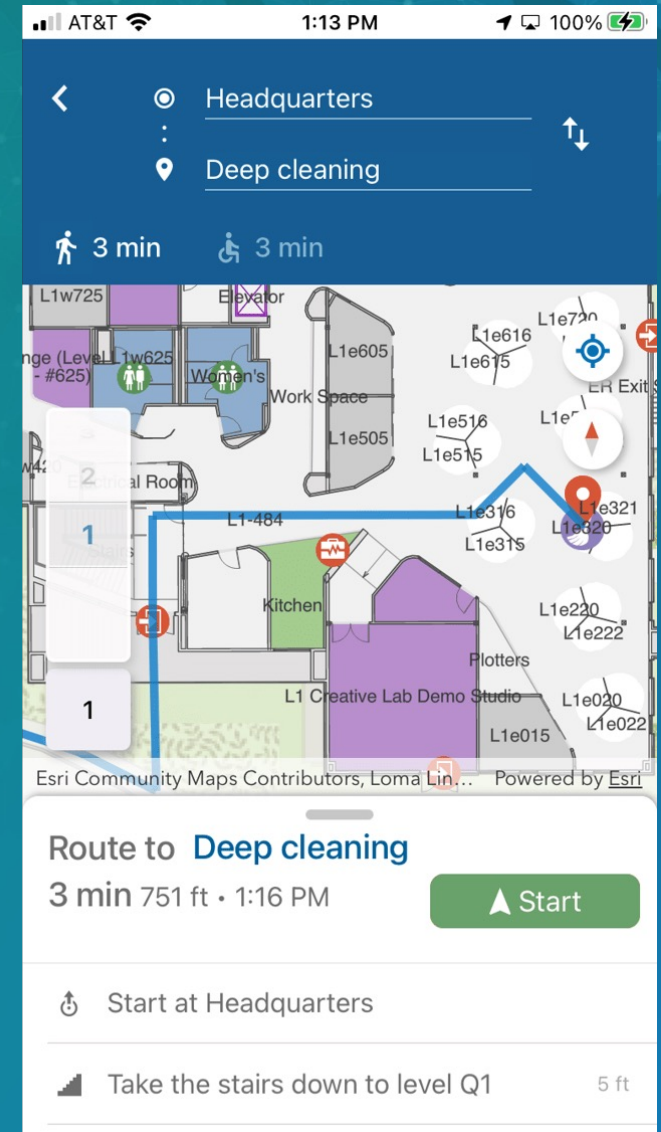 AT&T 1:13 PM 100%
Headquarters
Deep cleaning
3 min 3 min
L1w725 Elevator
L1e720
L1e616
L1e615
L1e605
nge (Level L1w625
- #625)
Women's
ER Exit
Work Space
L1e516
L1e515
L1e505
w420
2
Electrical Room
1
Stairs
L1-484
L1e316
L1e321
L1e320
L1e315
Kitchen
L1e220
L1e222
Plotters
L1 Creative Lab Demo Studio
L1e020
L1e022
1
L1e015
Esri Community Maps Contributors, Loma Lin... Powered by Esri
Route to Deep cleaning
3 min 751 ft • 1:16 PM
Start
Start at Headquarters
Take the stairs down to level Q1 5 ft